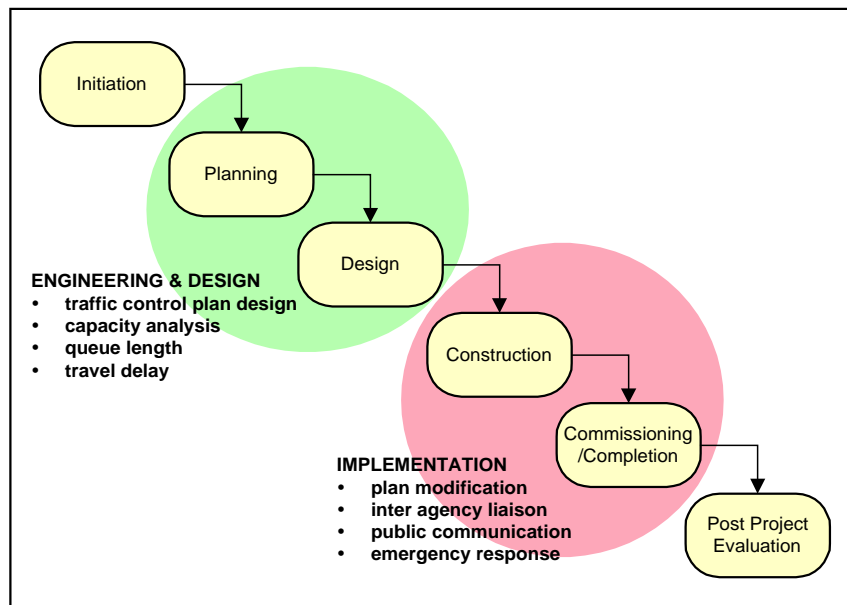 Initiation
Planning
Design
ENGINEERING & DESIGN
• traffic control plan design
• capacity analysis
• queue length
• travel delay
Construction
Commissioning
/Completion
IMPLEMENTATION
• plan modification
• inter agency liaison
• public communication
• emergency response
Post Project
Evaluation